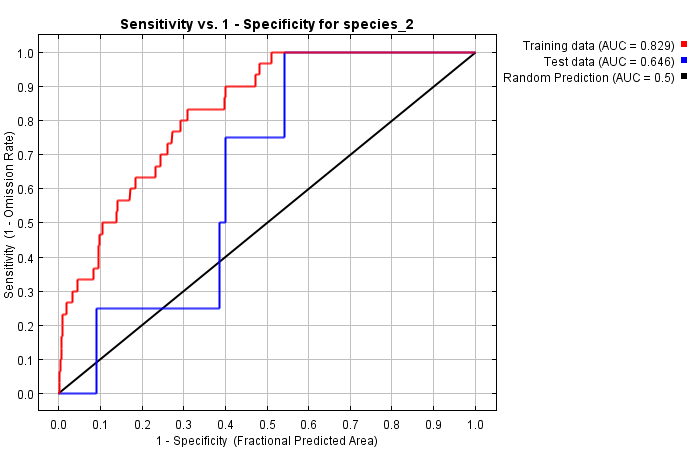 Sensitivity vs. 1 - Specificity for species_2
Training data (AUC = 0.829)
Test data (AUC = 0.646)
Random Prediction (AUC = 0.5)
Sensitivity (1 - Omission Rate)
1.0
0.9
0.8
0.7
0.6
0.5
0.4
0.3
0.2
0.1
0.0
0.0 0.1 0.2 0.3 0.4 0.5 0.6 0.7 0.8 0.9 1.0
1 - Specificity (Fractional Predicted Area)